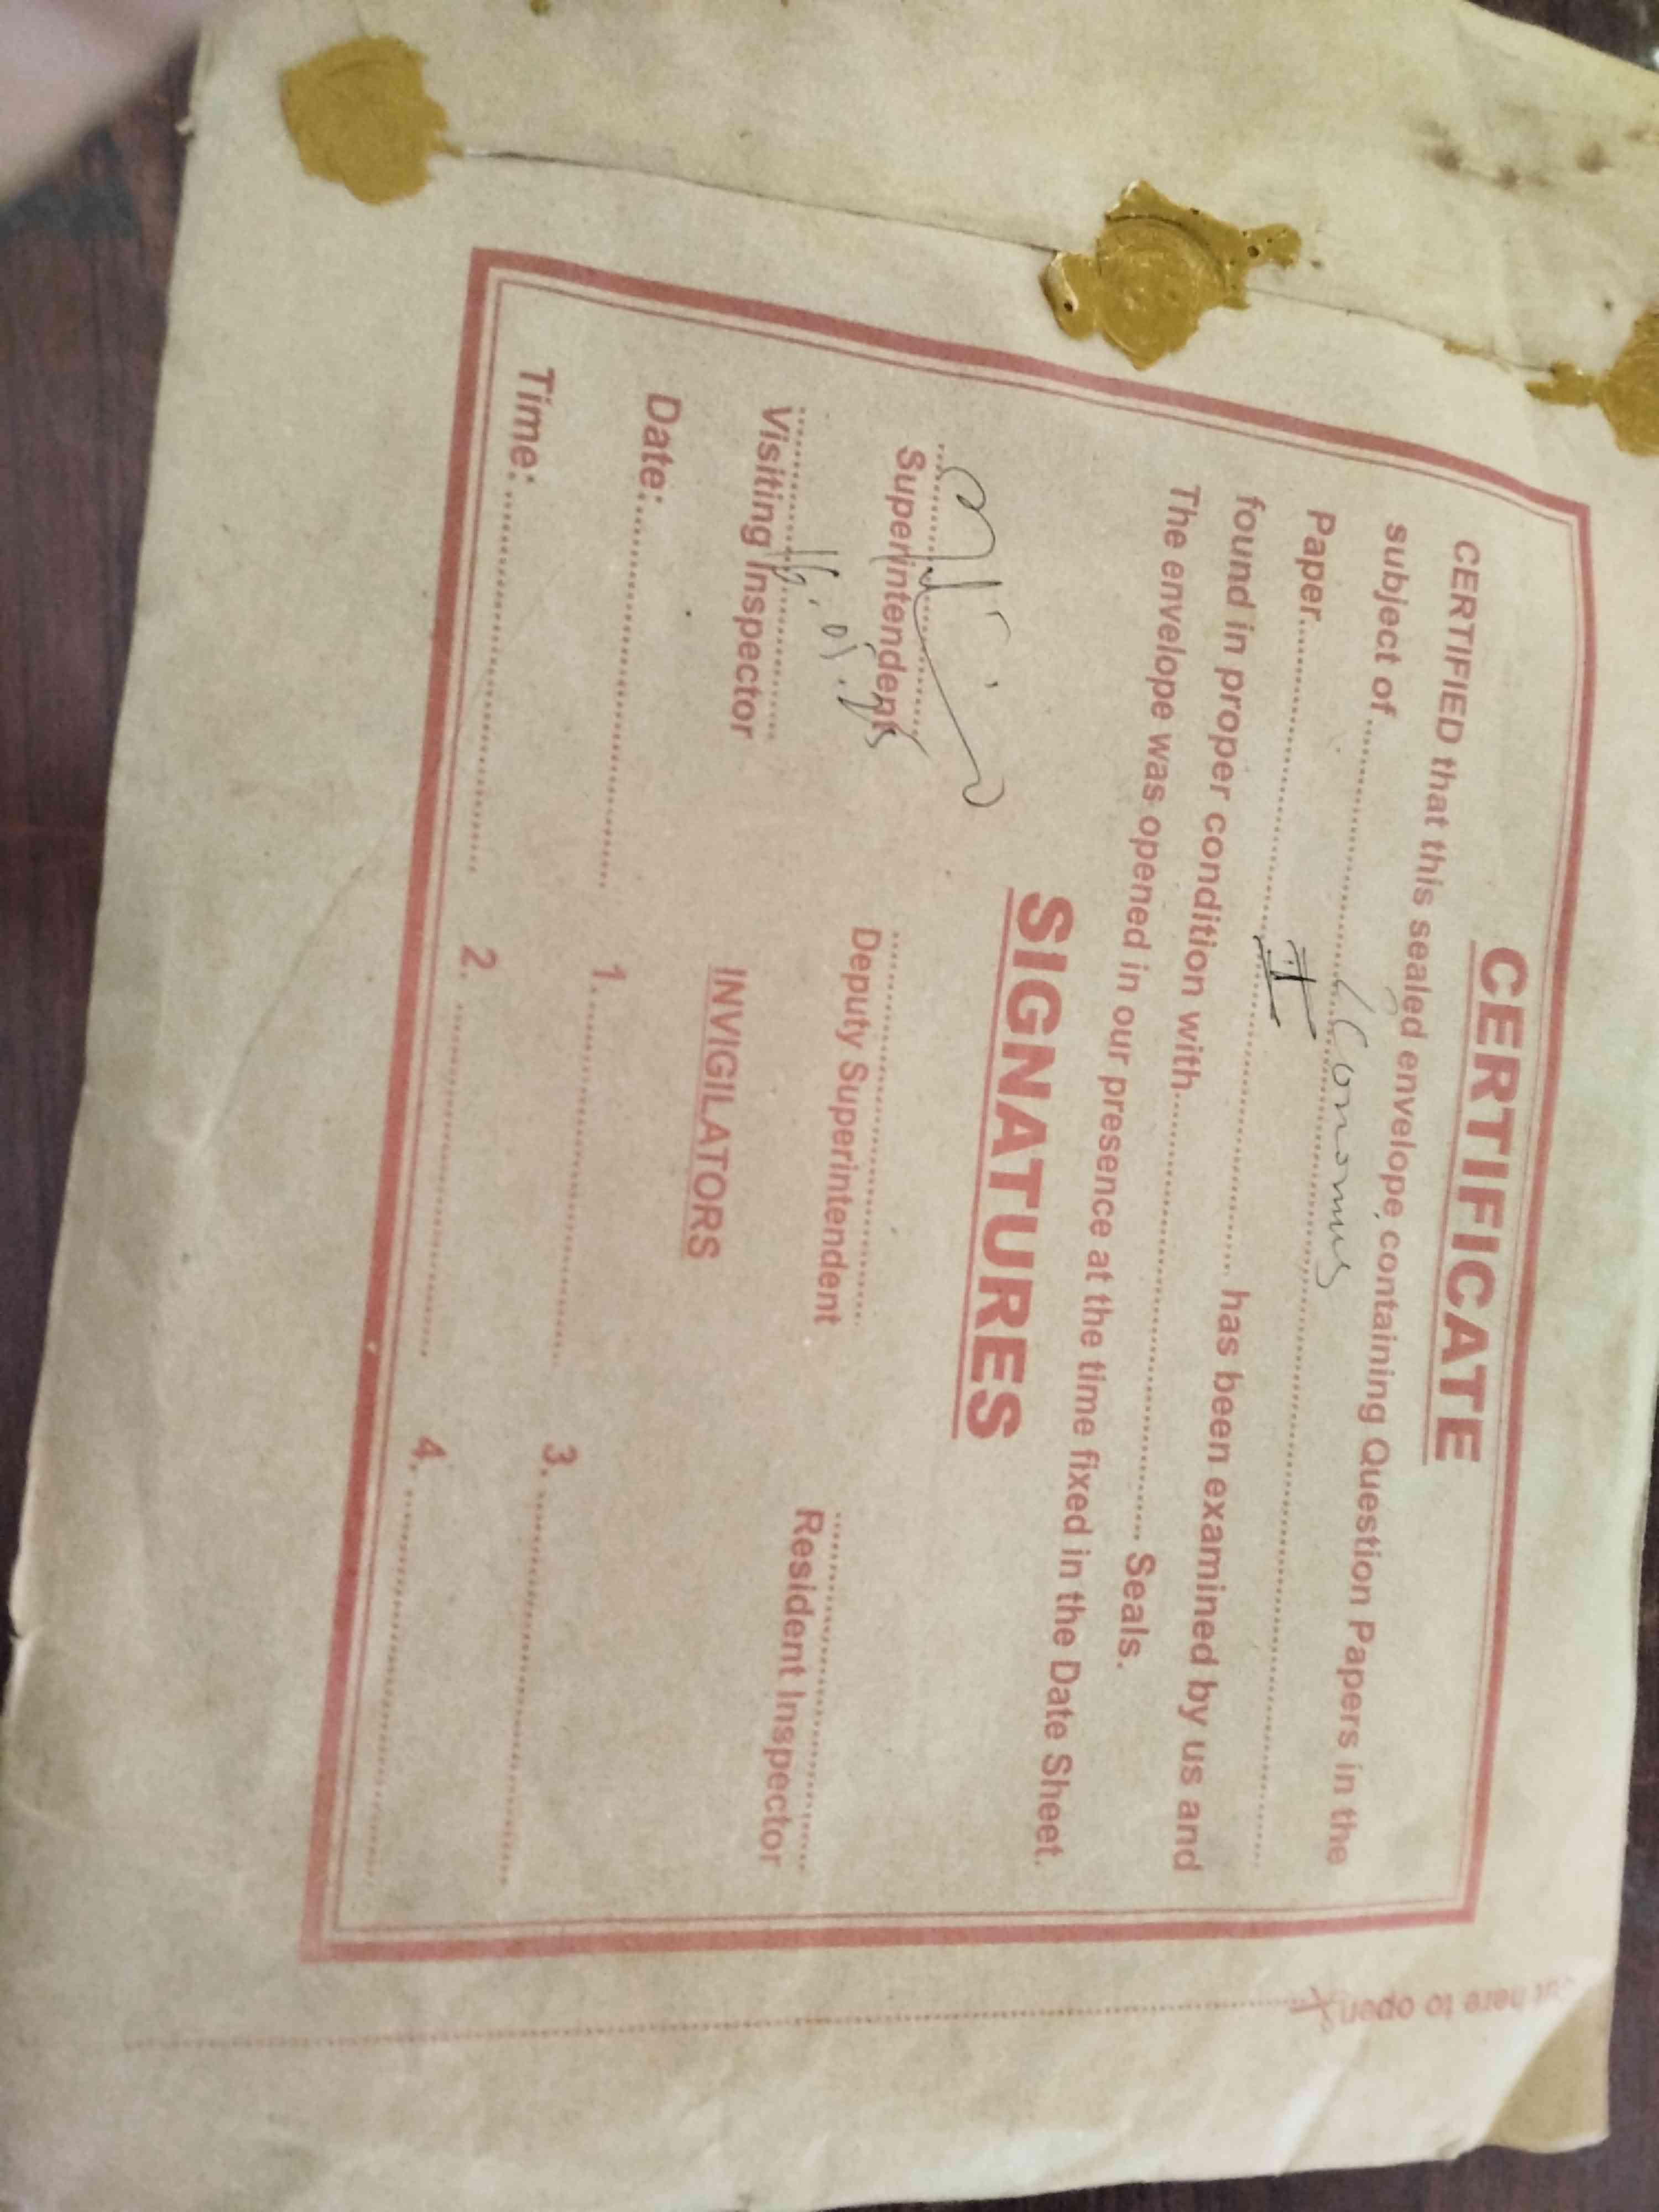 CERTIFICATE
CERTIFIED that this sealed envelope containing Question Papers in the
subject of.......... Economics ..........
Paper.......... II .......... has been examined by us and
found in proper condition with.......... Seals.
The envelope was opened in our presence at the time fixed in the Date Sheet.
SIGNATURES
Superintendent
Deputy Superintendent
Resident Inspector
Visiting Inspector
INVIGILATORS
Date:..........
1...........
3...........
Time:..........
2...........
4...........
here to open